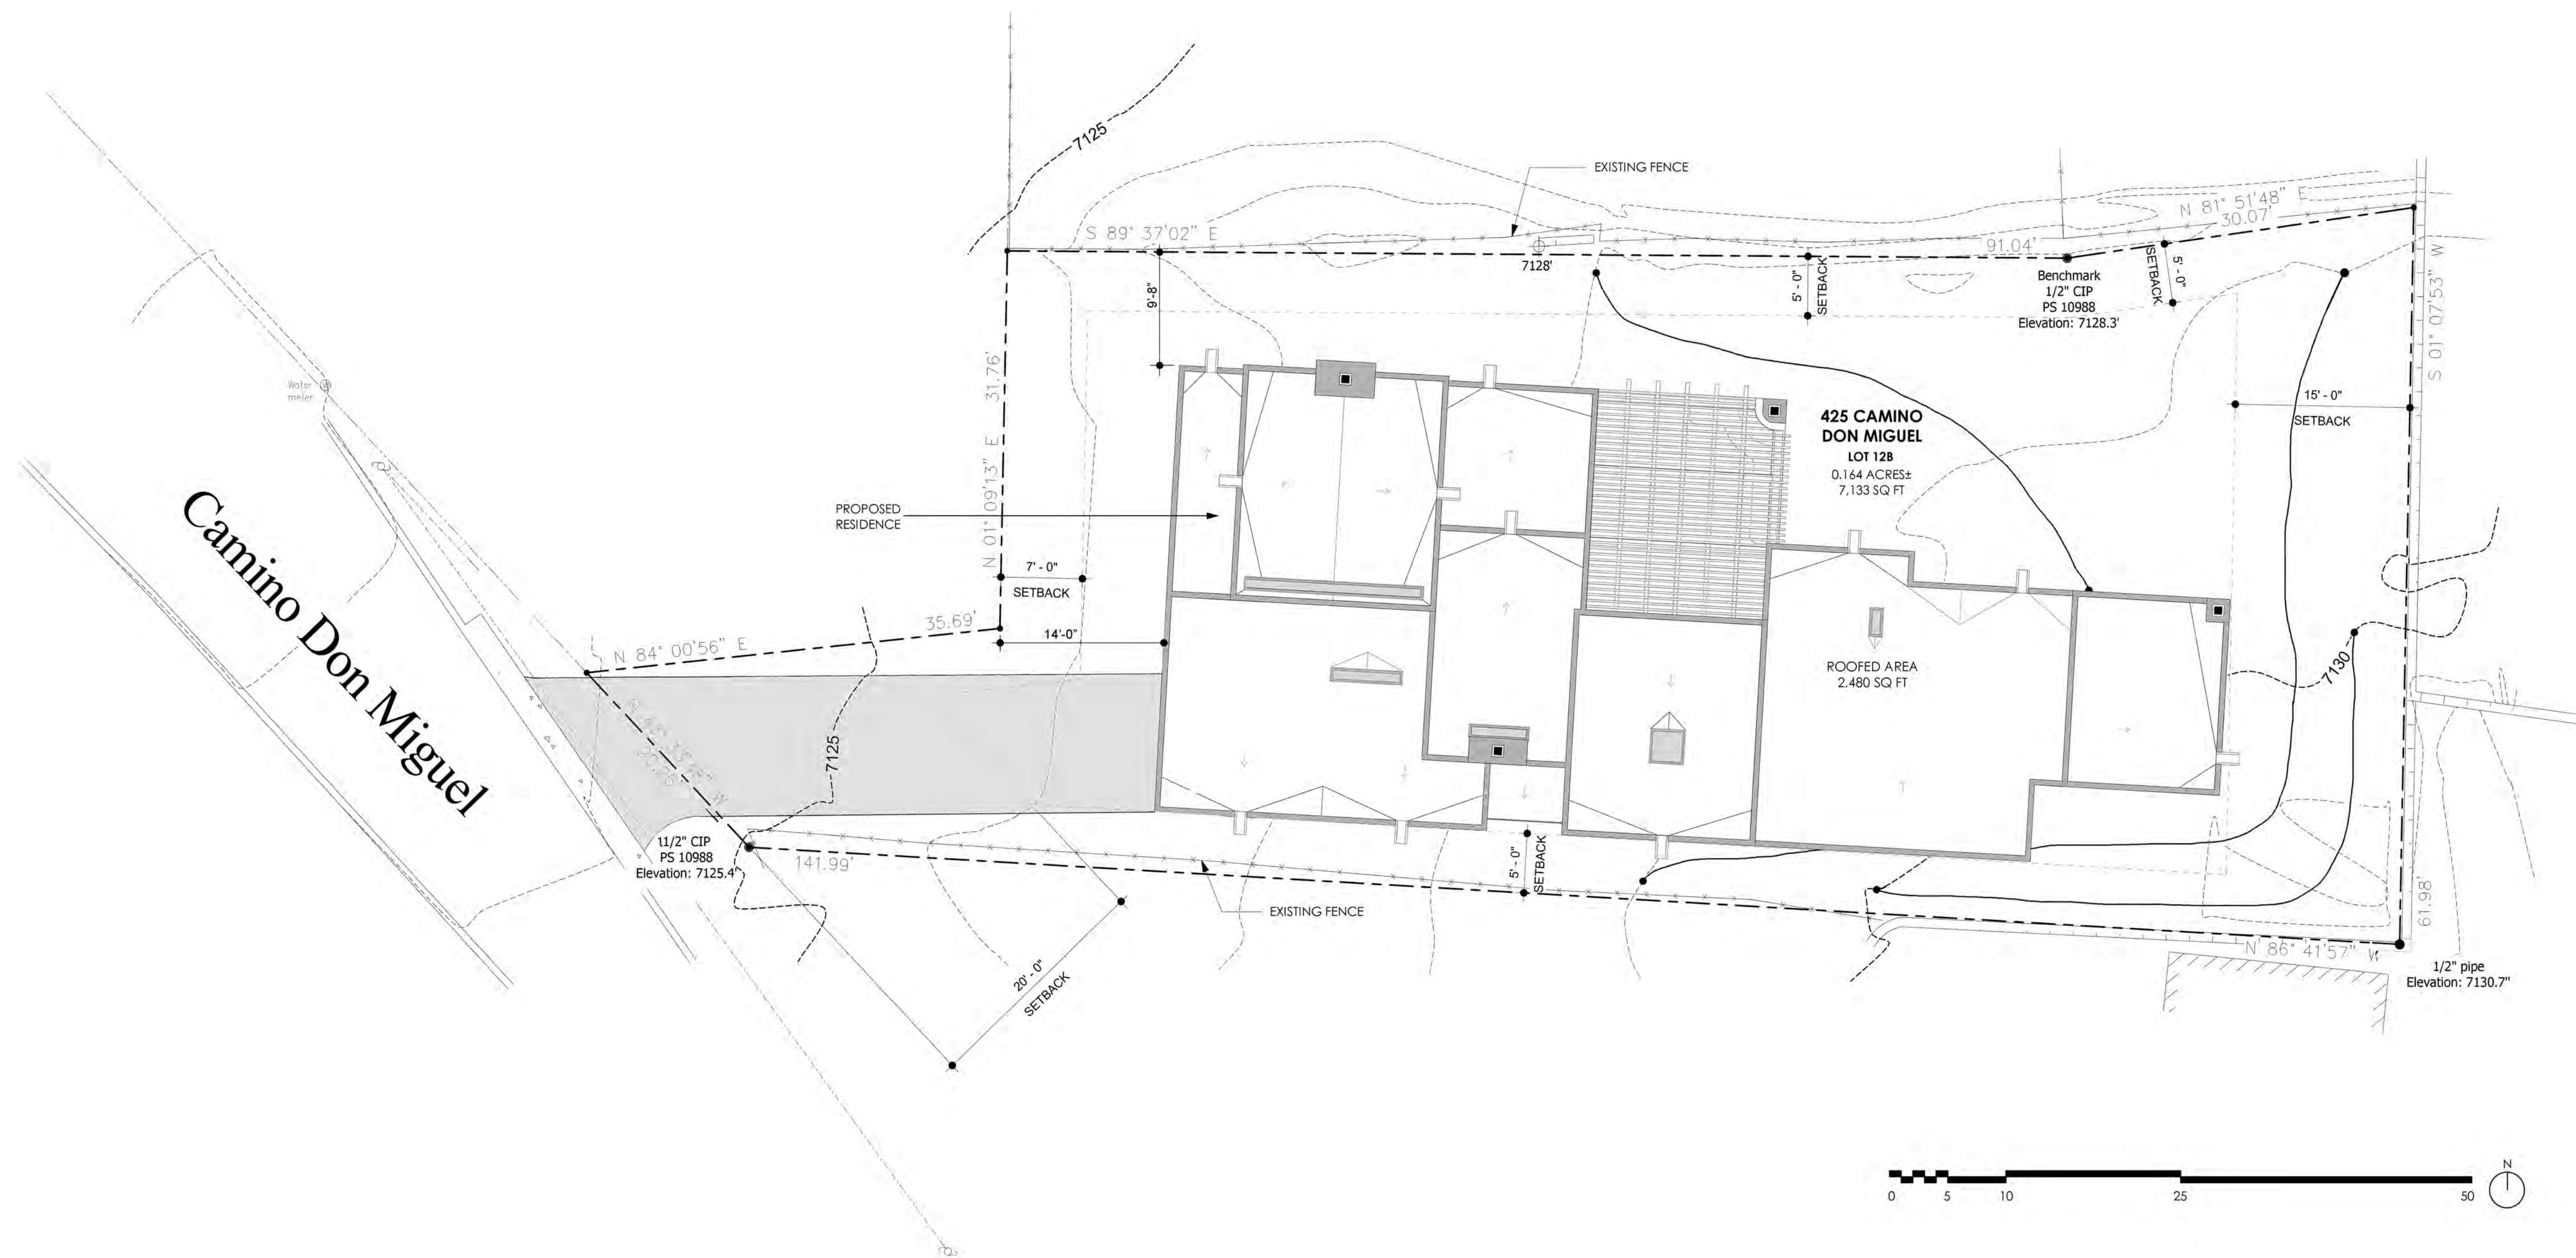 7125
EXISTING FENCE
N 81° 51'48" E
30.07'
S 89° 37'02" E
91.04'
7128'
S 01° 07'53" W
9'-8"
5' - 0"
SETBACK
SETBACK
5' - 0"
Benchmark
1/2" CIP
PS 10988
Elevation: 7128.3'
N 01° 09'13" E 31.76'
Water
meter
15' - 0"
SETBACK
425 CAMINO
DON MIGUEL
LOT 12B
0.164 ACRES±
7,133 SQ FT
PROPOSED
RESIDENCE
Camino Don Miguel
7' - 0"
SETBACK
35.69'
N 84° 00'56" E
14'-0"
ROOFED AREA
2,480 SQ FT
7130
7125
11/2" CIP
PS 10988
Elevation: 7125.4'
141.99'
5' - 0"
SETBACK
EXISTING FENCE
61.98'
N 86° 41'57" W
1/2" pipe
Elevation: 7130.7"
20' - 0"
SETBACK
N
0 5 10 25 50